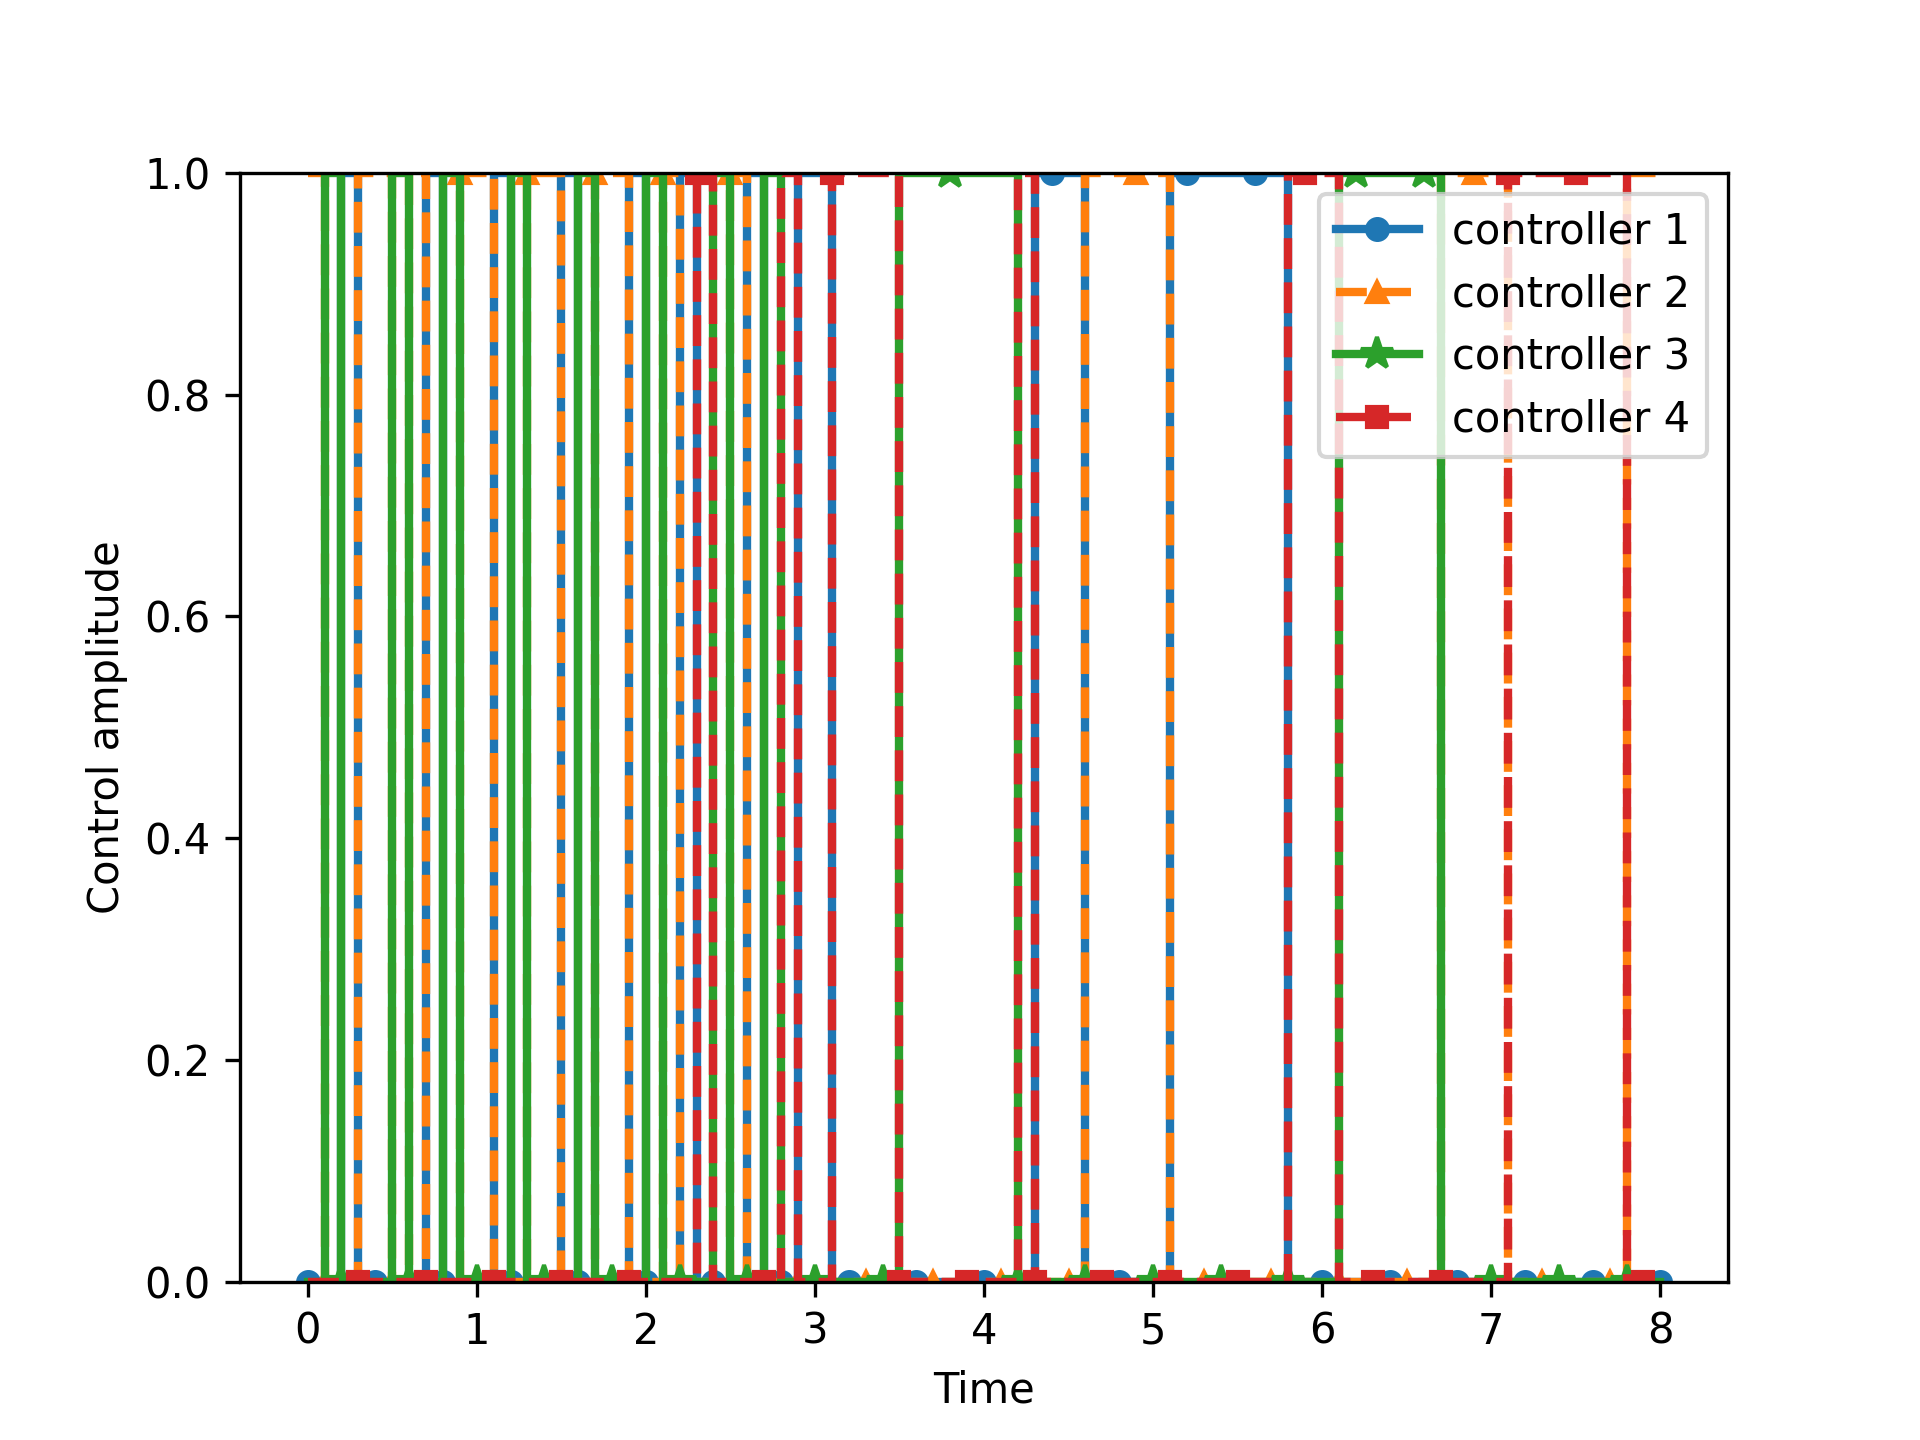 1.0
0.8
0.6
0.4
0.2
0.0
Control amplitude
0 1 2 3 4 5 6 7 8
Time
controller 1
controller 2
controller 3
controller 4